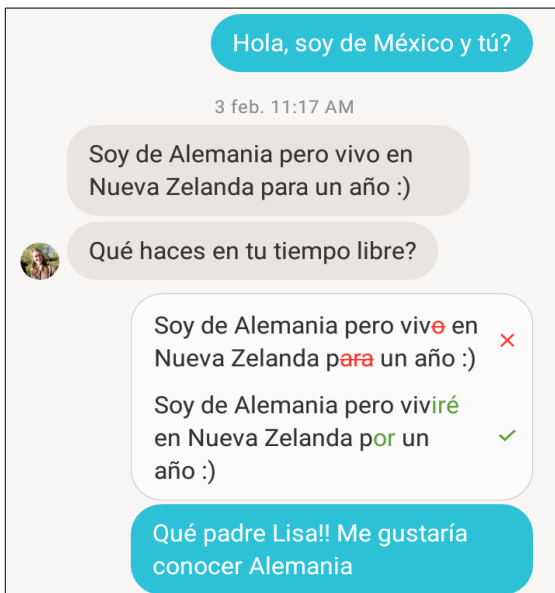 Hola, soy de México y tú?
3 feb. 11:17 AM
Soy de Alemania pero vivo en
Nueva Zelanda para un año :)
Qué haces en tu tiempo libre?
Soy de Alemania pero vivo en
Nueva Zelanda para un año :)
Soy de Alemania pero viviré
en Nueva Zelanda por un
año :)
Qué padre Lisa!! Me gustaría
conocer Alemania